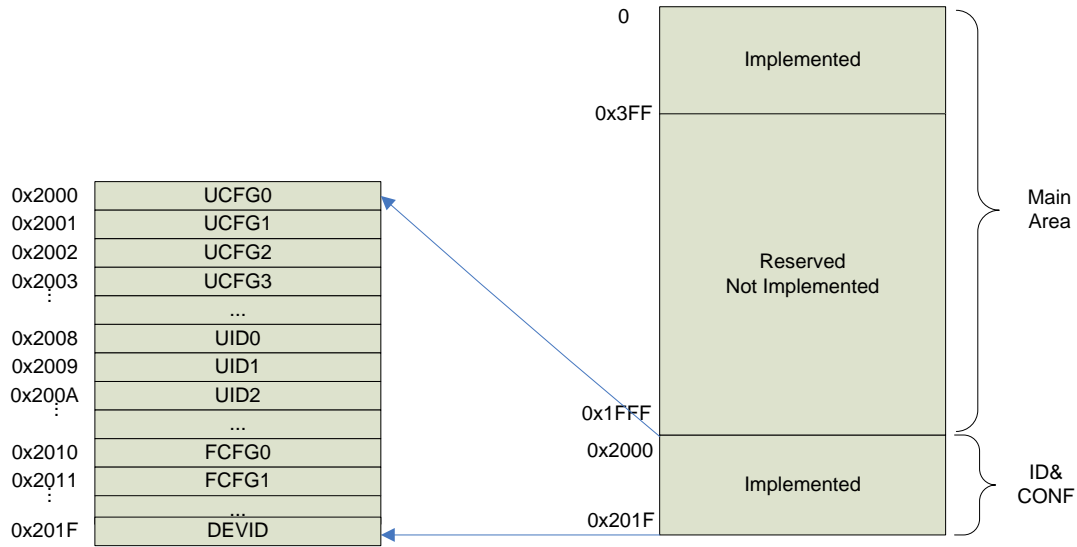 0x2000 UCFG0
0x2001 UCFG1
0x2002 UCFG2
0x2003 UCFG3
...
...
0x2008 UID0
0x2009 UID1
0x200A UID2
...
...
0x2010 FCFG0
0x2011 FCFG1
...
...
0x201F DEVID
0
Implemented
0x3FF
Reserved
Not Implemented
0x1FFF
0x2000
Implemented
0x201F
Main
Area
ID&
CONF